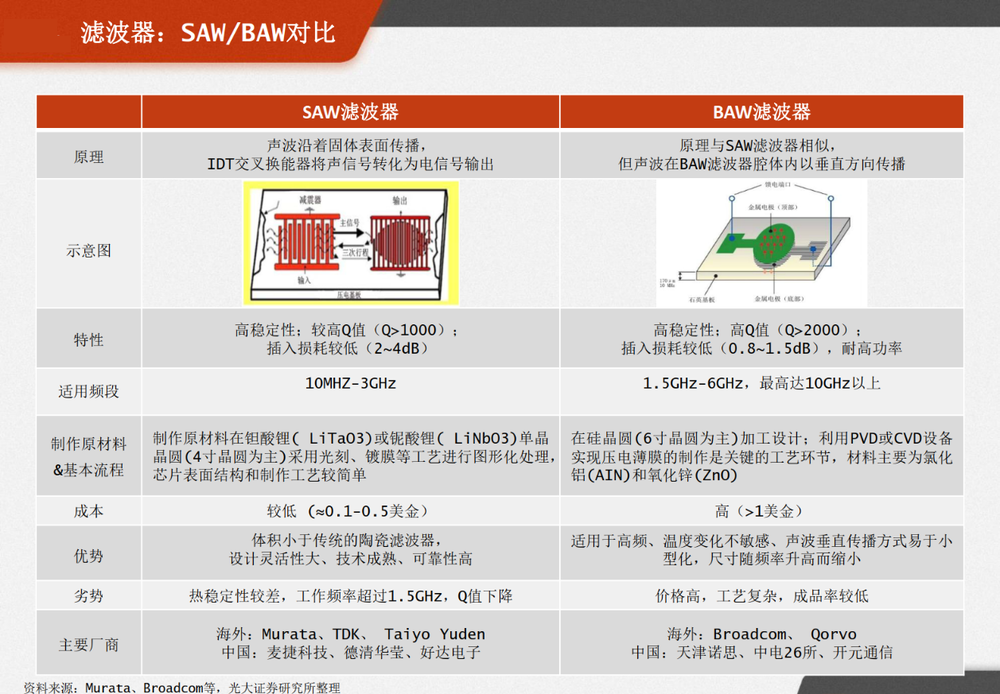 滤波器：SAW/BAW对比
SAW滤波器
BAW滤波器
原理
声波沿着固体表面传播，
IDT交叉换能器将声信号转化为电信号输出
原理与SAW滤波器相似，
但声波在BAW滤波器腔体内以垂直方向传播
示意图
减震器
输出
主信号
三次行程
输入
压电基板
馈电端口
金属电极（顶部）
石英基板
金属电极（底部）
特性
高稳定性；较高Q值（Q>1000）；
插入损耗较低（2~4dB）
高稳定性；高Q值（Q>2000）；
插入损耗较低（0.8~1.5dB），耐高功率
适用频段
10MHZ-3GHz
1.5GHz-6GHz，最高达10GHz以上
制作原材料
&基本流程
制作原材料在钽酸锂( LiTaO3)或铌酸锂( LiNbO3)单晶
晶圆(4寸晶圆为主)采用光刻、镀膜等工艺进行图形化处理，
芯片表面结构和制作工艺较简单
在硅晶圆(6寸晶圆为主)加工设计；利用PVD或CVD设备
实现压电薄膜的制作是关键的工艺环节，材料主要为氯化
铝(AIN)和氧化锌(ZnO)
成本
较低 (≈0.1-0.5美金）
高（>1美金）
优势
体积小于传统的陶瓷滤波器，
设计灵活性大、技术成熟、可靠性高
适用于高频、温度变化不敏感、声波垂直传播方式易于小
型化，尺寸随频率升高而缩小
劣势
热稳定性较差，工作频率超过1.5GHz，Q值下降
价格高，工艺复杂，成品率较低
主要厂商
海外：Murata、TDK、 Taiyo Yuden
中国：麦捷科技、德清华莹、好达电子
海外：Broadcom、 Qorvo
中国：天津诺思、中电26所、开元通信
资料来源：Murata、Broadcom等，光大证券研究所整理